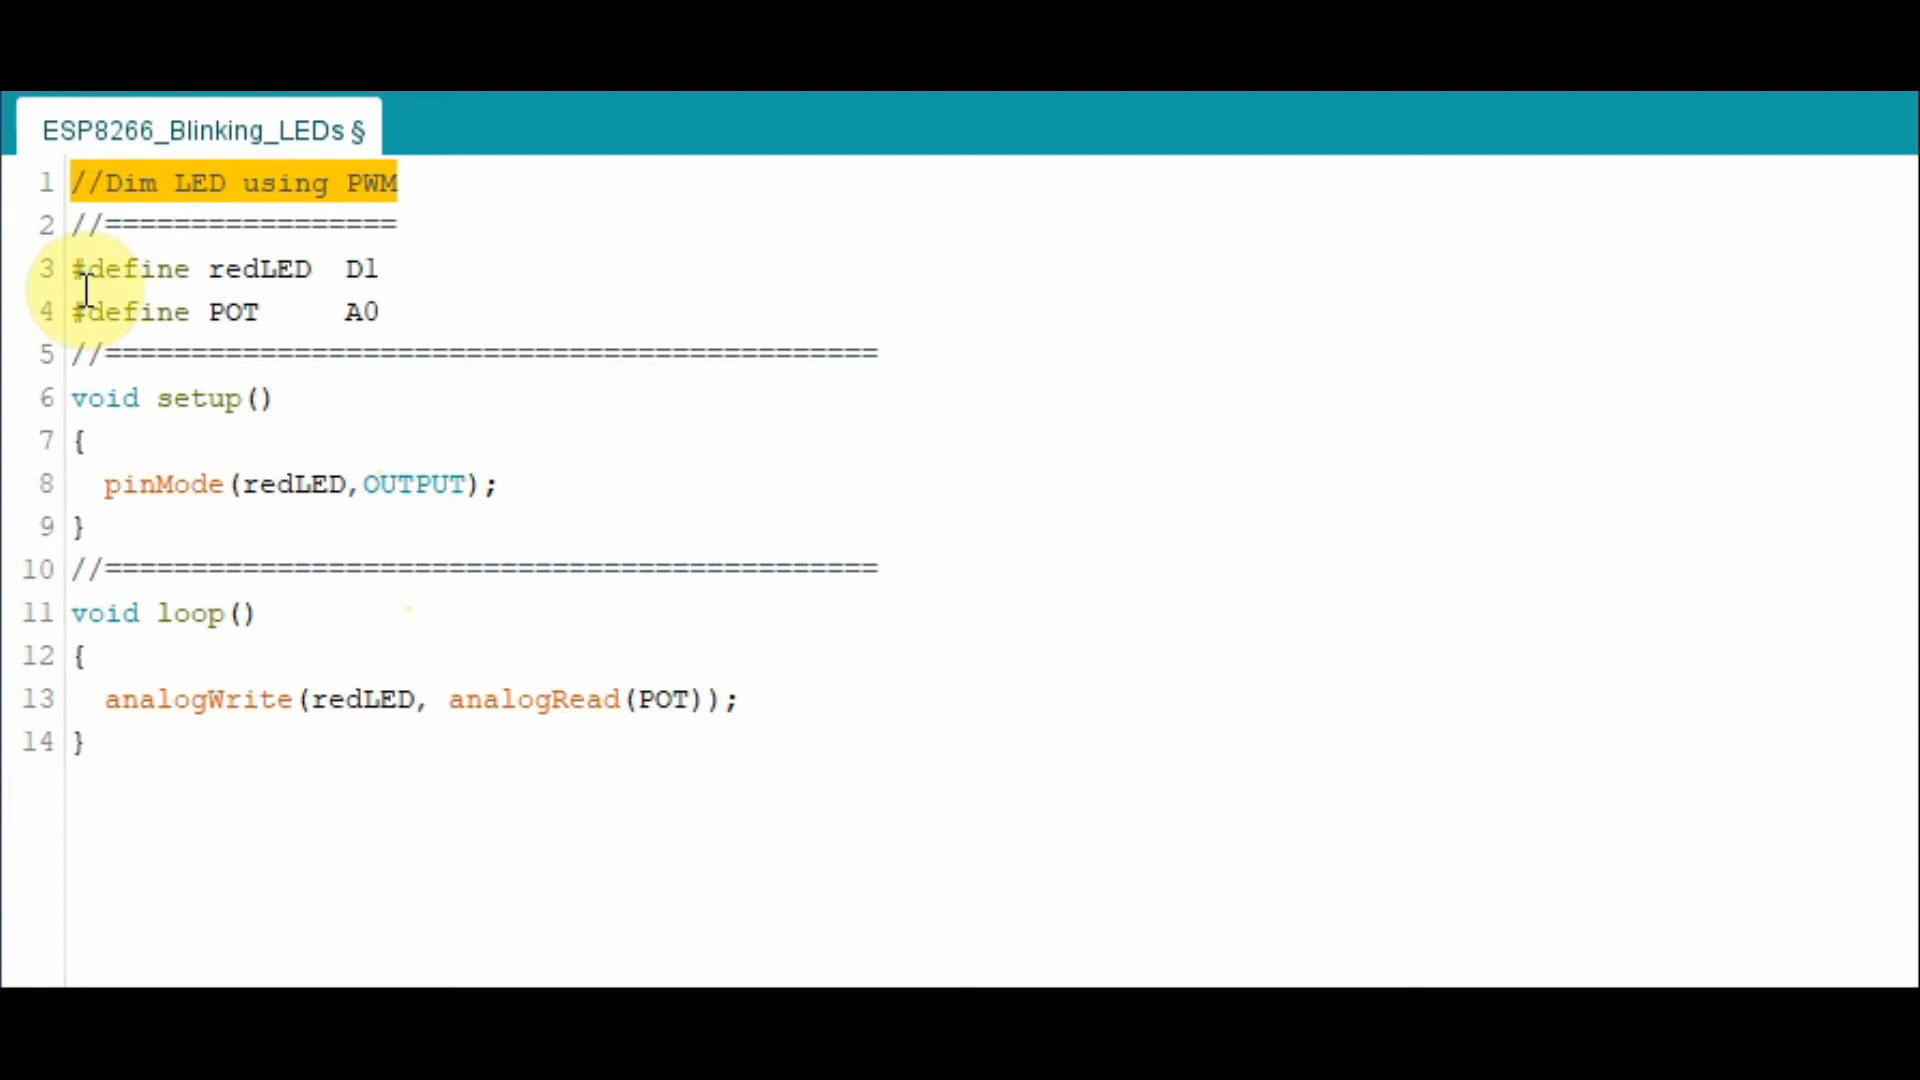 ESP8266_Blinking_LEDs §
1 //Dim LED using PWM
2 //=================
3 #define redLED  D1
4 #define POT     A0
5 //=============================================
6 void setup()
7 {
8   pinMode(redLED,OUTPUT);
9 }
10 //=============================================
11 void loop()
12 {
13   analogWrite(redLED, analogRead(POT));
14 }